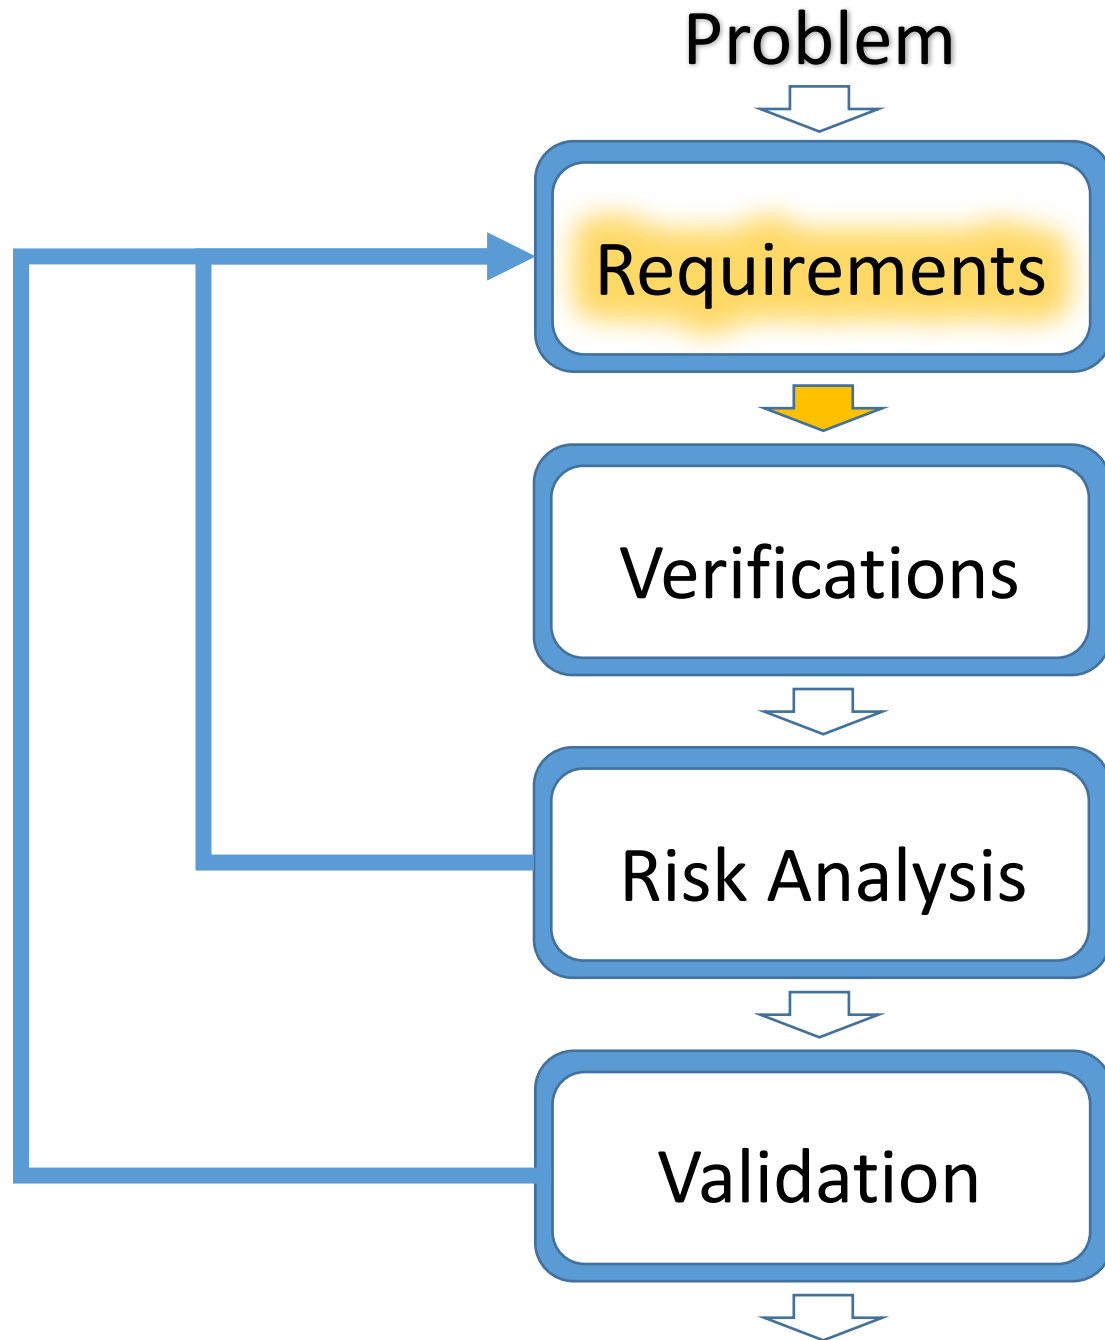 Problem
Requirements
Verifications
Risk Analysis
Validation